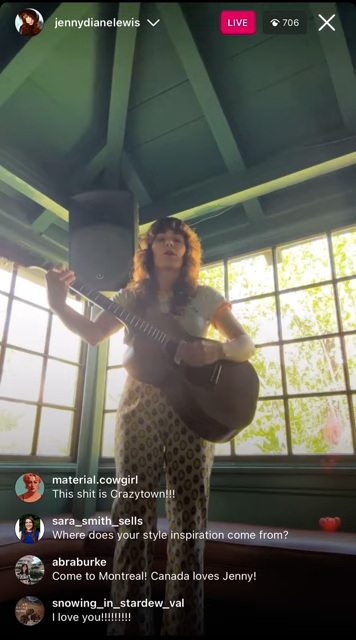 jennydianelewis
LIVE
706
material.cowgirl
This shit is Crazytown!!!
sara_smith_sells
Where does your style inspiration come from?
abraburke
Come to Montreal! Canada loves Jenny!
snowing_in_stardew_val
I love you!!!!!!!!!